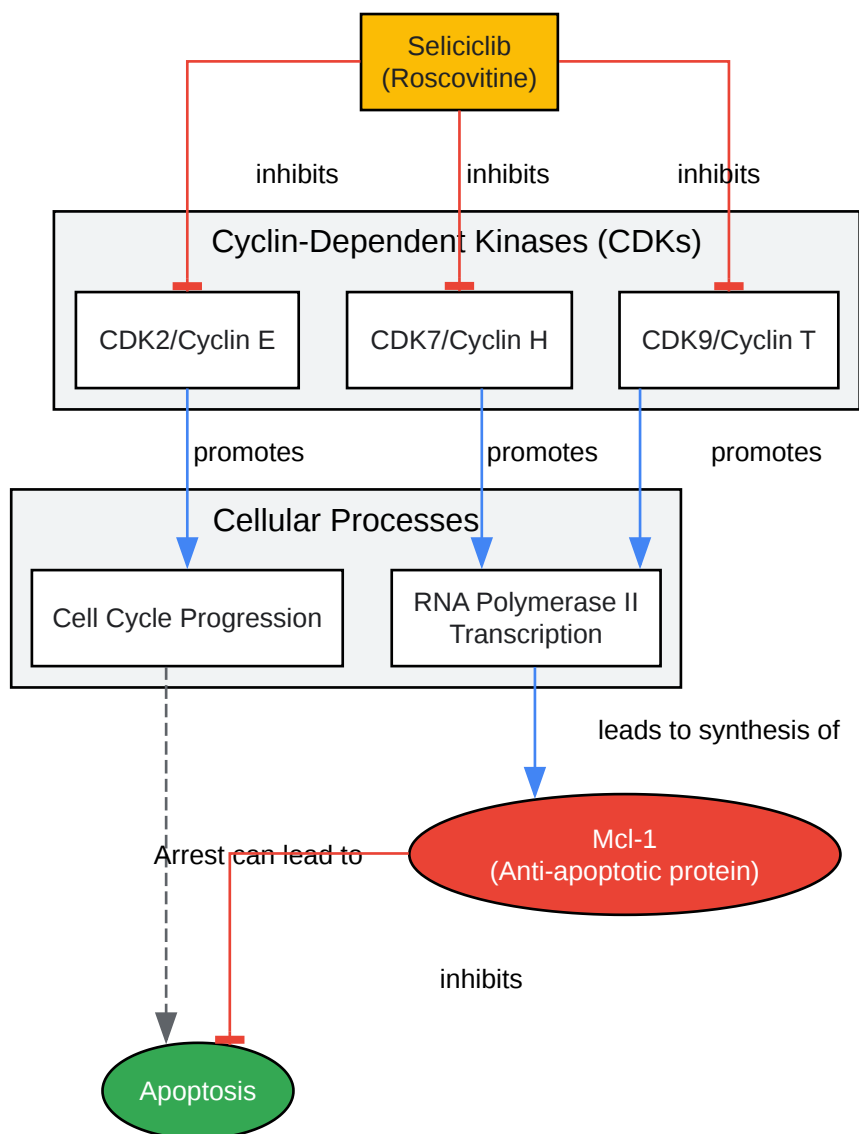 Seliciclib
(Roscovitine)
inhibits
inhibits
inhibits
Cyclin-Dependent Kinases (CDKs)
CDK2/Cyclin E
CDK7/Cyclin H
CDK9/Cyclin T
promotes
promotes
promotes
Cellular Processes
Cell Cycle Progression
RNA Polymerase II
Transcription
leads to synthesis of
Mcl-1
(Anti-apoptotic protein)
Arrest can lead to
inhibits
Apoptosis